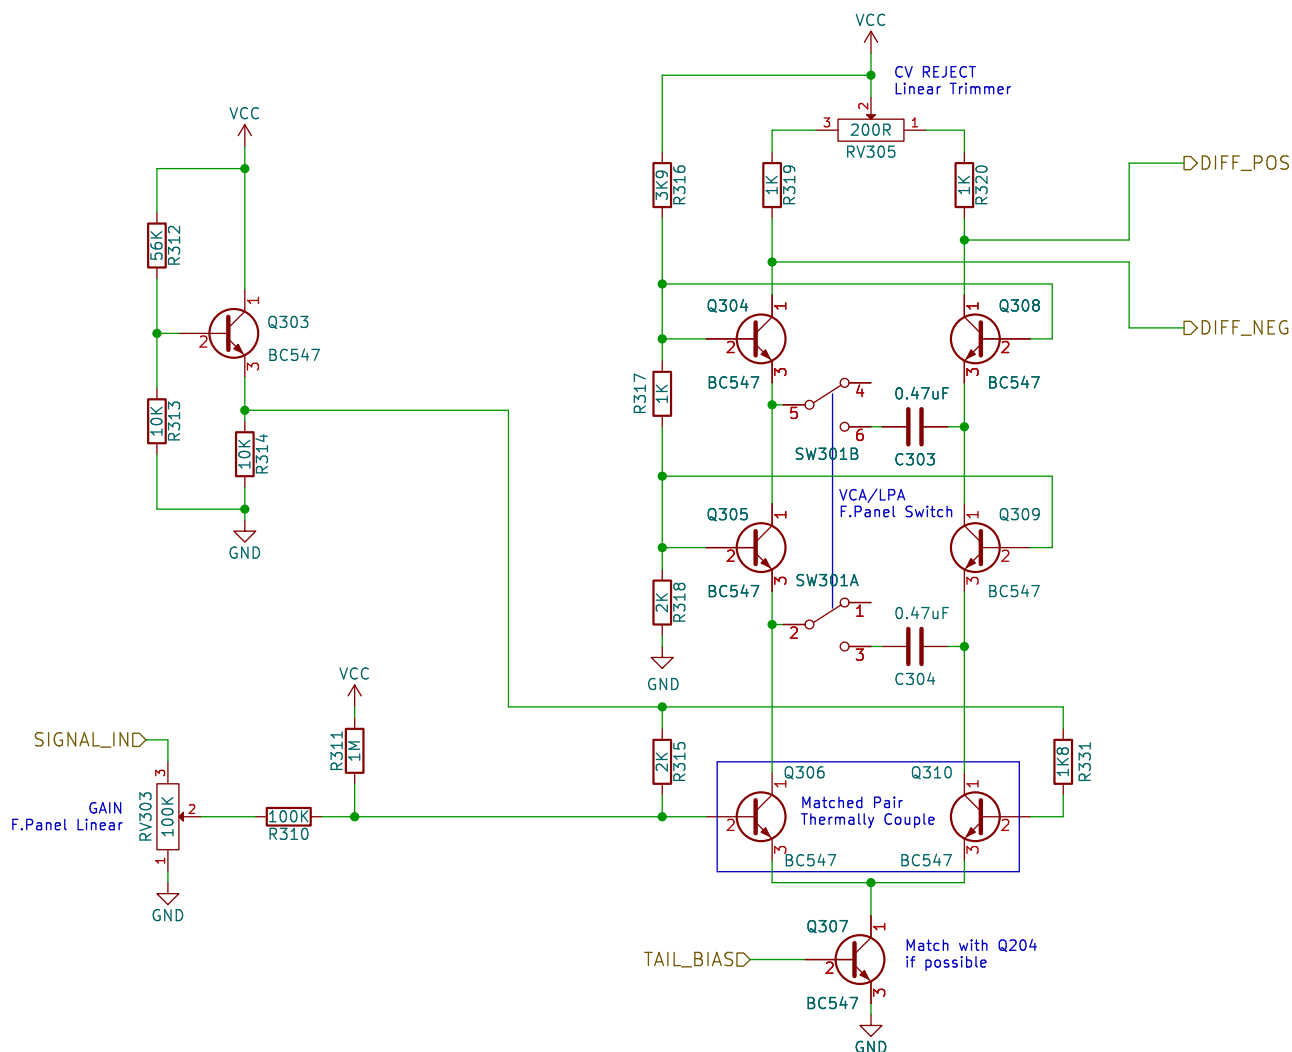 VCC
CV REJECT
Linear Trimmer
2
3
200R
1
RV305
VCC
3K9
R316
1K
R319
1K
R320
DIFF_POS
56K
R312
1
Q303
2
BC547
3
Q304
1
2
3
BC547
Q308
1
2
3
BC547
DIFF_NEG
R317
1K
10K
R313
10K
R314
GND
4
5
6
SW301B
0.47uF
C303
VCA/LPA
F.Panel Switch
Q305
1
2
3
BC547
Q309
1
2
3
BC547
SW301A
2K
R318
GND
1
2
3
0.47uF
C304
VCC
R311
1M
SIGNAL_IN
3
GAIN
F.Panel Linear
RV303
100K
2
1
GND
100K
R310
2K
R315
1K8
R331
Q306
1
2
3
BC547
Matched Pair
Thermally Couple
Q310
1
2
3
BC547
Q307
1
TAIL_BIAS
2
3
BC547
Match with Q204
if possible
GND